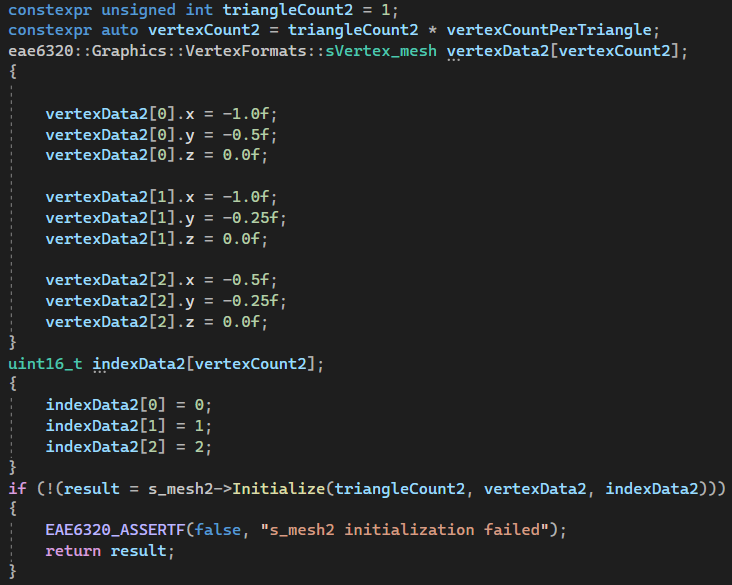 constexpr unsigned int triangleCount2 = 1;
constexpr auto vertexCount2 = triangleCount2 * vertexCountPerTriangle;
eae6320::Graphics::VertexFormats::sVertex_mesh vertexData2[vertexCount2];
{
vertexData2[0].x = -1.0f;
vertexData2[0].y = -0.5f;
vertexData2[0].z = 0.0f;
vertexData2[1].x = -1.0f;
vertexData2[1].y = -0.25f;
vertexData2[1].z = 0.0f;
vertexData2[2].x = -0.5f;
vertexData2[2].y = -0.25f;
vertexData2[2].z = 0.0f;
}
uint16_t indexData2[vertexCount2];
{
indexData2[0] = 0;
indexData2[1] = 1;
indexData2[2] = 2;
}
if (!(result = s_mesh2->Initialize(triangleCount2, vertexData2, indexData2)))
{
EAE6320_ASSERTF(false, "s_mesh2 initialization failed");
return result;
}